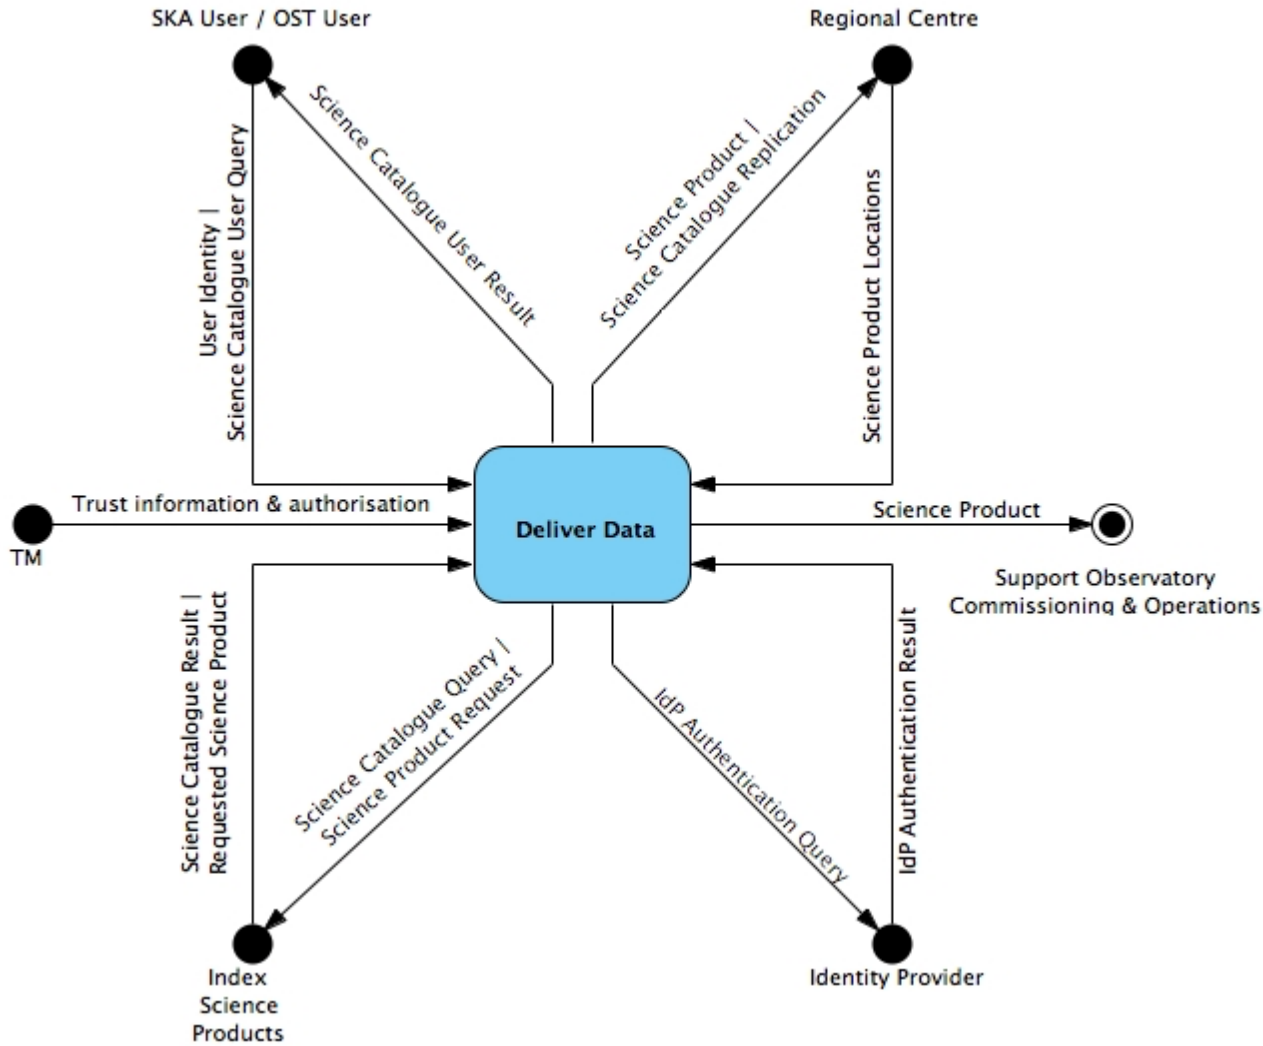 SKA User / OST User
Regional Centre
Science Catalogue User Result
Science Product |
Science Catalogue Replication
User Identity |
Science Catalogue User Query
Science Product Locations
Trust information & authorisation
TM
Deliver Data
Science Product
Support Observatory
Commissioning & Operations
Science Catalogue Result |
Requested Science Product
Science Catalogue Query |
Science Product Request
IdP Authentication Query
IdP Authentication Result
Index
Science
Products
Identity Provider